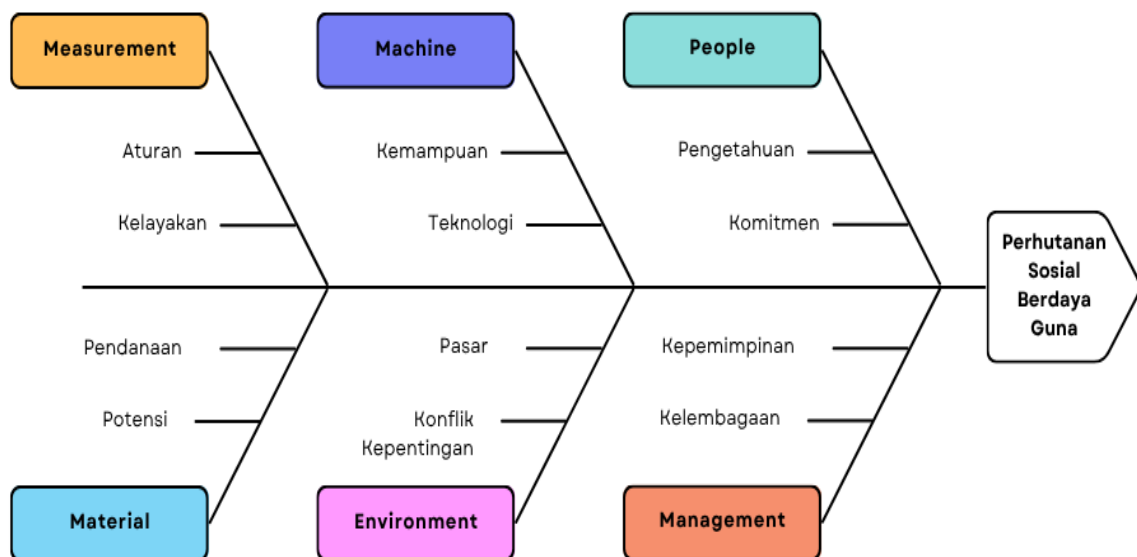 Measurement
Machine
People
Aturan
Kemampuan
Pengetahuan
Kelayakan
Teknologi
Komitmen
Perhutanan
Sosial
Berdaya
Guna
Pendanaan
Pasar
Kepemimpinan
Potensi
Konflik
Kepentingan
Kelembagaan
Material
Environment
Management